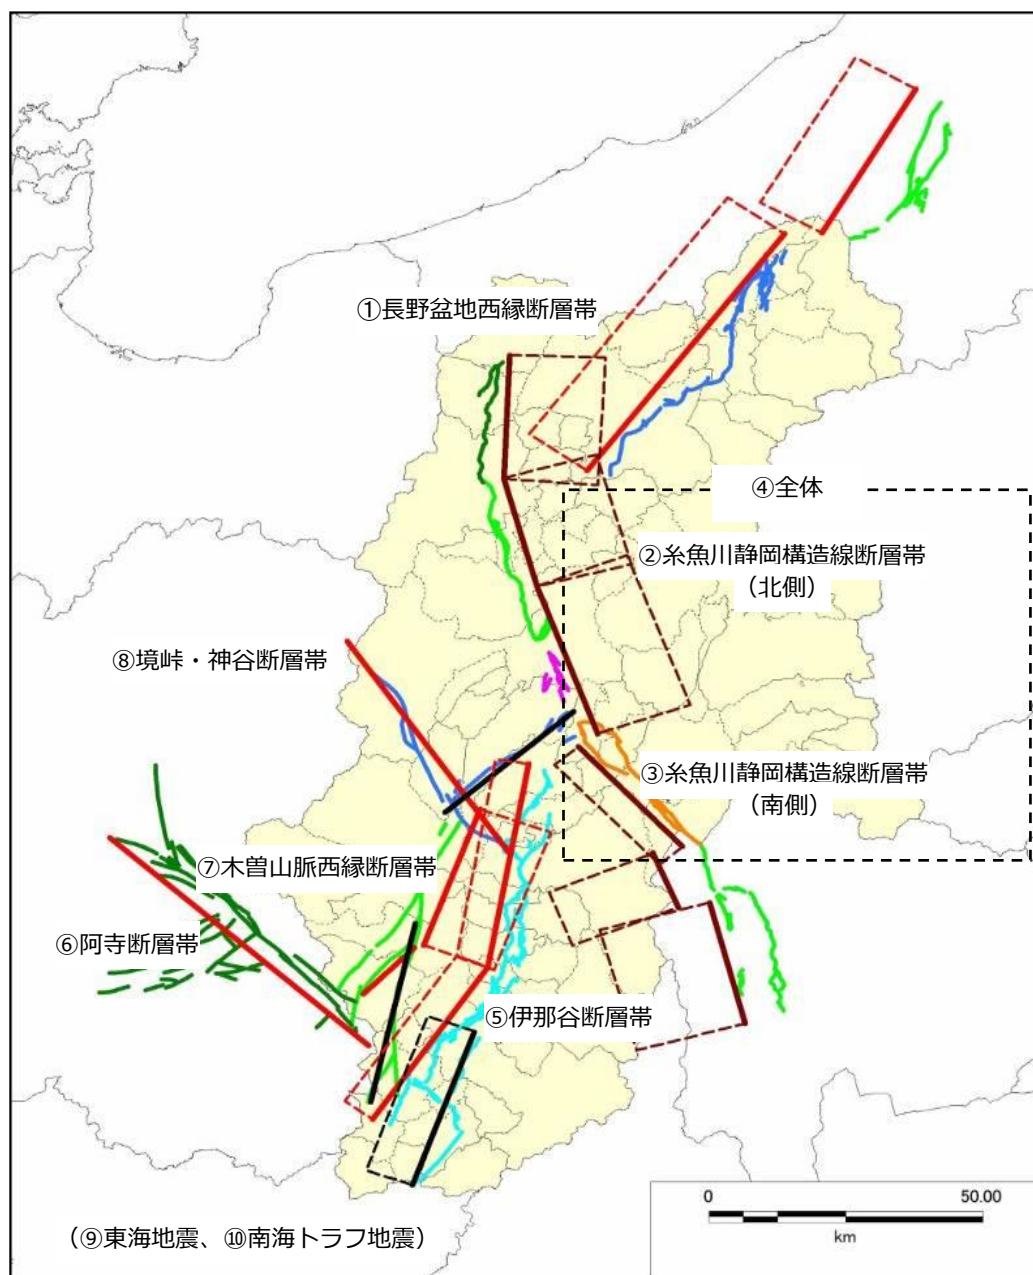 ①長野盆地西縁断層帯
④全体
②糸魚川静岡構造線断層帯
（北側）
⑧境峠・神谷断層帯
③糸魚川静岡構造線断層帯
（南側）
⑦木曽山脈西縁断層帯
⑥阿寺断層帯
⑤伊那谷断層帯
（⑨東海地震、⑩南海トラフ地震）
0 50.00
km